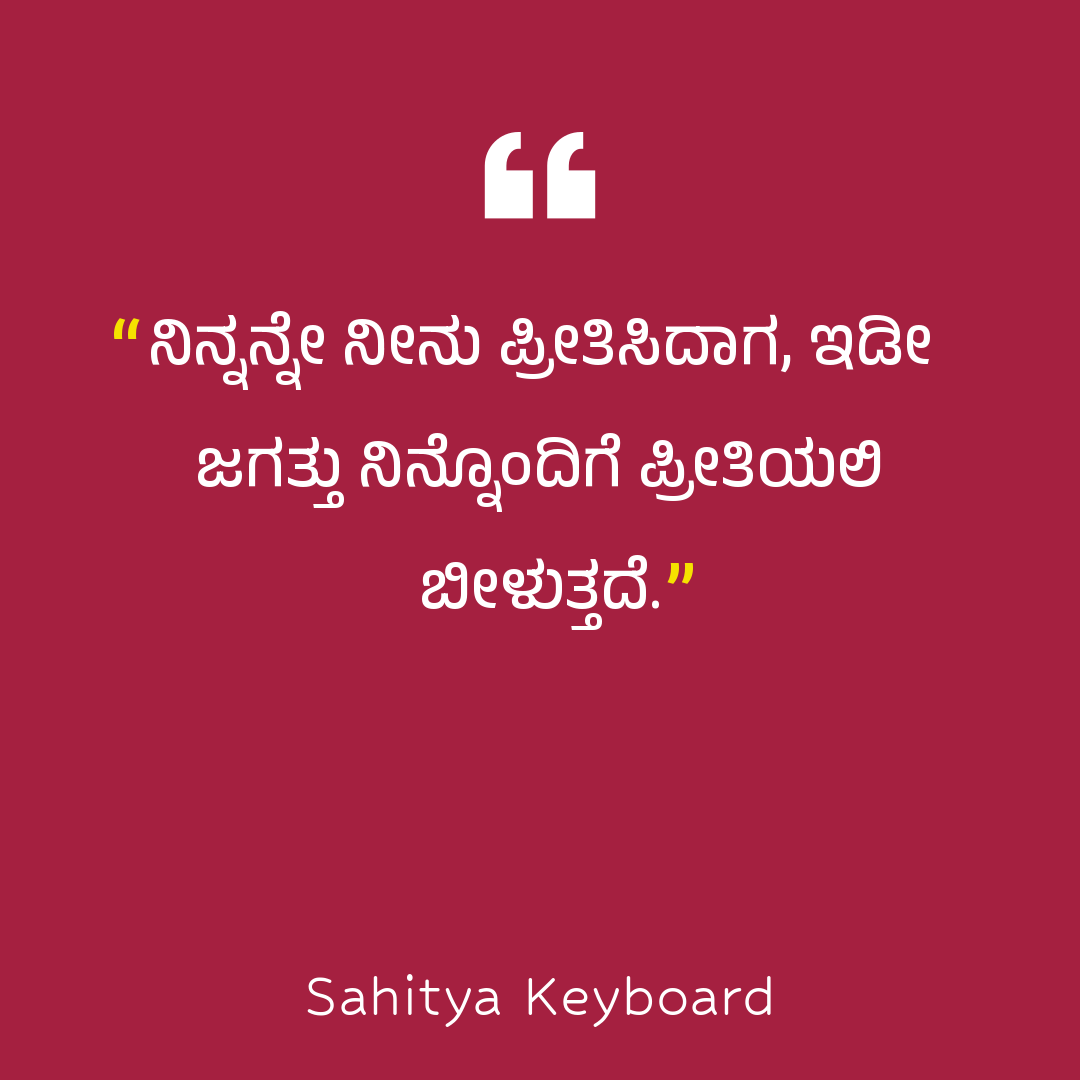 “
“ನಿನ್ನನ್ನೇ ನೀನು ಪ್ರೀತಿಸಿದಾಗ, ಇಡೀ
ಜಗತ್ತು ನಿನ್ನೊಂದಿಗೆ ಪ್ರೀತಿಯಲಿ
ಬೀಳುತ್ತದೆ.”
Sahitya Keyboard